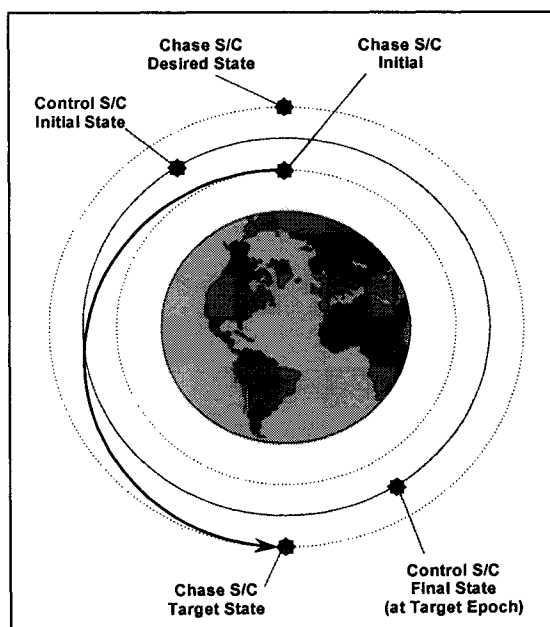 Chase S/C
Desired State
Chase S/C
Initial
Control S/C
Initial State
Chase S/C
Target State
Control S/C
Final State
(at Target Epoch)